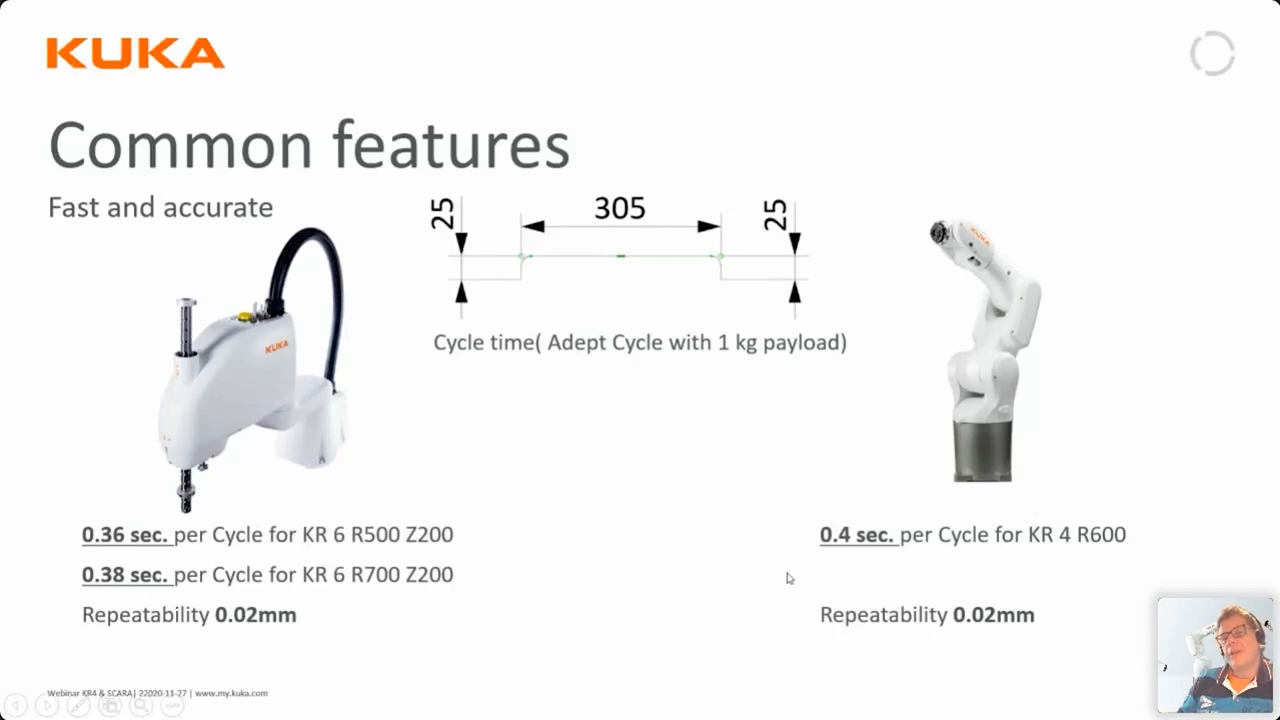 KUKA
Common features
Fast and accurate
25
305
25
KUKA
KUKA
Cycle time( Adept Cycle with 1 kg payload)
0.36 sec. per Cycle for KR 6 R500 Z200
0.4 sec. per Cycle for KR 4 R600
0.38 sec. per Cycle for KR 6 R700 Z200
Repeatability 0.02mm
Repeatability 0.02mm
Webinar KR4 & SCARA| 22020-11-27 | www.my.kuka.com